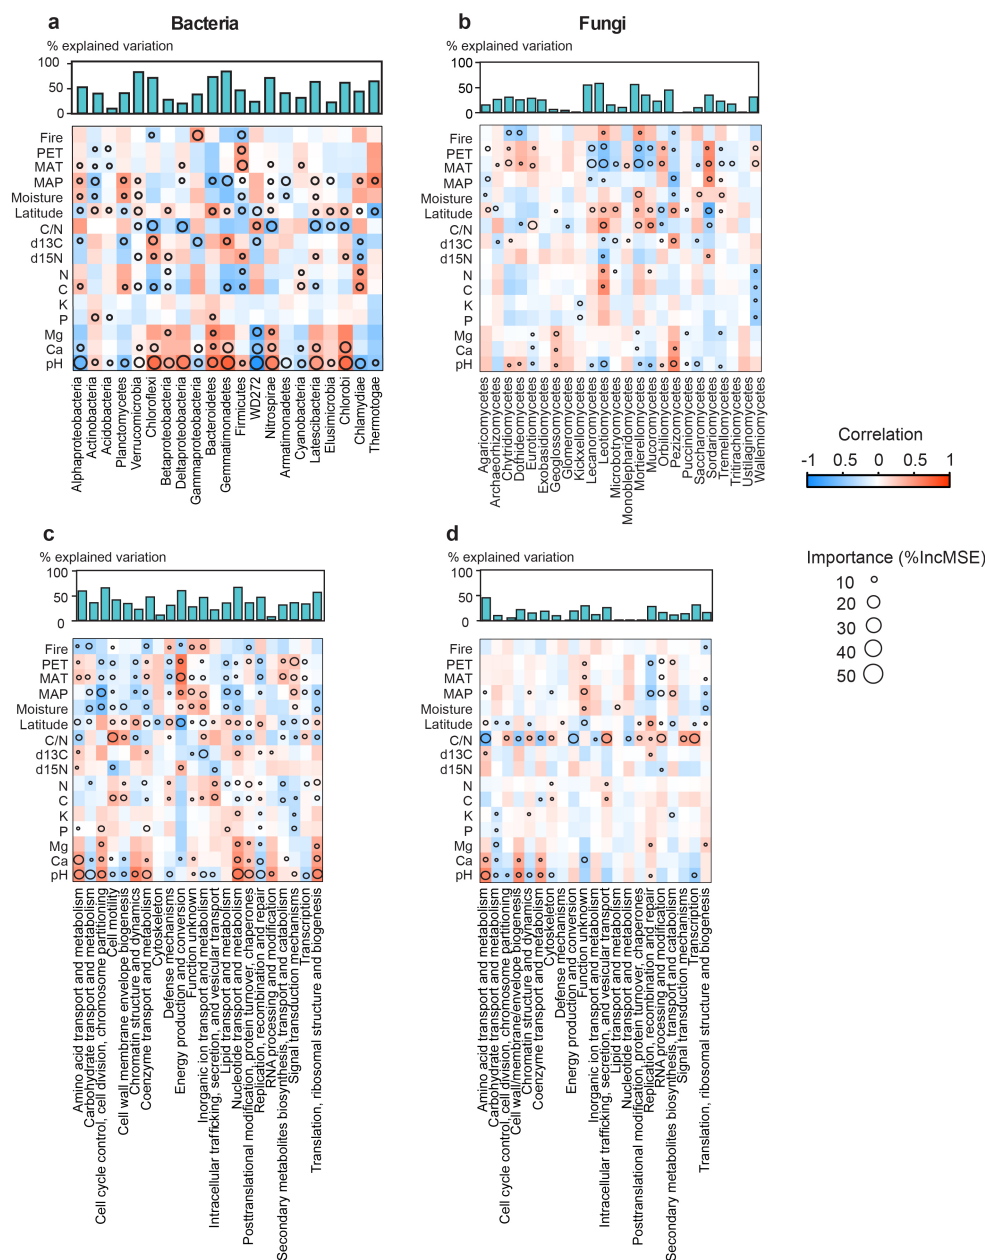 a
Bacteria
% explained variation
100
50
0
Fire
PET
MAT
MAP
Moisture
Latitude
C/N
d13C
d15N
N
C
K
P
Mg
Ca
pH
Alphaproteobacteria
Actinobacteria
Acidobacteria
Planctomycetes
Verrucomicrobia
Chloroflexi
Betaproteobacteria
Deltaproteobacteria
Gammaproteobacteria
Bacteroidetes
Gemmatimonadetes
Firmicutes
WD272
Nitrospirae
Armatimonadetes
Cyanobacteria
Latescibacteria
Elusimicrobia
Chlorobi
Chlamydiae
Thermotogae
b
Fungi
% explained variation
100
50
0
Fire
PET
MAT
MAP
Moisture
Latitude
C/N
d13C
d15N
N
C
K
P
Mg
Ca
pH
Agaricomycetes
Archaeorhizomycetes
Chytridiomycetes
Dothideomycetes
Eurotiomycetes
Exobasidiomycetes
Geoglossomycetes
Glomeromycetes
Kickxellomycetes
Lecanoromycetes
Leotiomycetes
Microbotryomycetes
Monoblepharidomycetes
Mortierellomycetes
Mucoromycetes
Orbiliomycetes
Pezizomycetes
Pucciniomycetes
Saccharomycetes
Sordariomycetes
Tremellomycetes
Tritirachiomycetes
Ustilaginomycetes
Wallemiomycetes
Correlation
-1 0.5 0 0.5 1
Importance (%IncMSE)
10
20
30
40
50
c
% explained variation
100
50
0
Fire
PET
MAT
MAP
Moisture
Latitude
C/N
d13C
d15N
N
C
K
P
Mg
Ca
pH
Amino acid transport and metabolism
Carbohydrate transport and metabolism
Cell cycle control, cell division, chromosome partitioning
Cell motility
Cell wall membrane envelope biogenesis
Chromatin structure and dynamics
Coenzyme transport and metabolism
Cytoskeleton
Defense mechanisms
Energy production and conversion
Function unknown
Inorganic ion transport and metabolism
Intracellular trafficking, secretion, and vesicular transport
Lipid transport and metabolism
Nucleotide transport and metabolism
Posttranslational modification, protein turnover, chaperones
Replication, recombination and repair
RNA processing and modification
Secondary metabolites biosynthesis, transport and catabolism
Signal transduction mechanisms
Transcription
Translation, ribosomal structure and biogenesis
d
% explained variation
100
50
0
Fire
PET
MAT
MAP
Moisture
Latitude
C/N
d13C
d15N
N
C
K
P
Mg
Ca
pH
Amino acid transport and metabolism
Carbohydrate transport and metabolism
Cell cycle control, cell division, chromosome partitioning
Cell wall/membrane/envelope biogenesis
Chromatin structure and dynamics
Coenzyme transport and metabolism
Cytoskeleton
Defense mechanisms
Energy production and conversion
Function unknown
Inorganic ion transport and metabolism
Intracellular trafficking, secretion, and vesicular transport
Lipid transport and metabolism
Nucleotide transport and metabolism
Posttranslational modification, protein turnover, chaperones
Replication, recombination and repair
RNA processing and modification
Secondary metabolites biosynthesis, transport and catabolism
Signal transduction mechanisms
Transcription
Translation, ribosomal structure and biogenesis